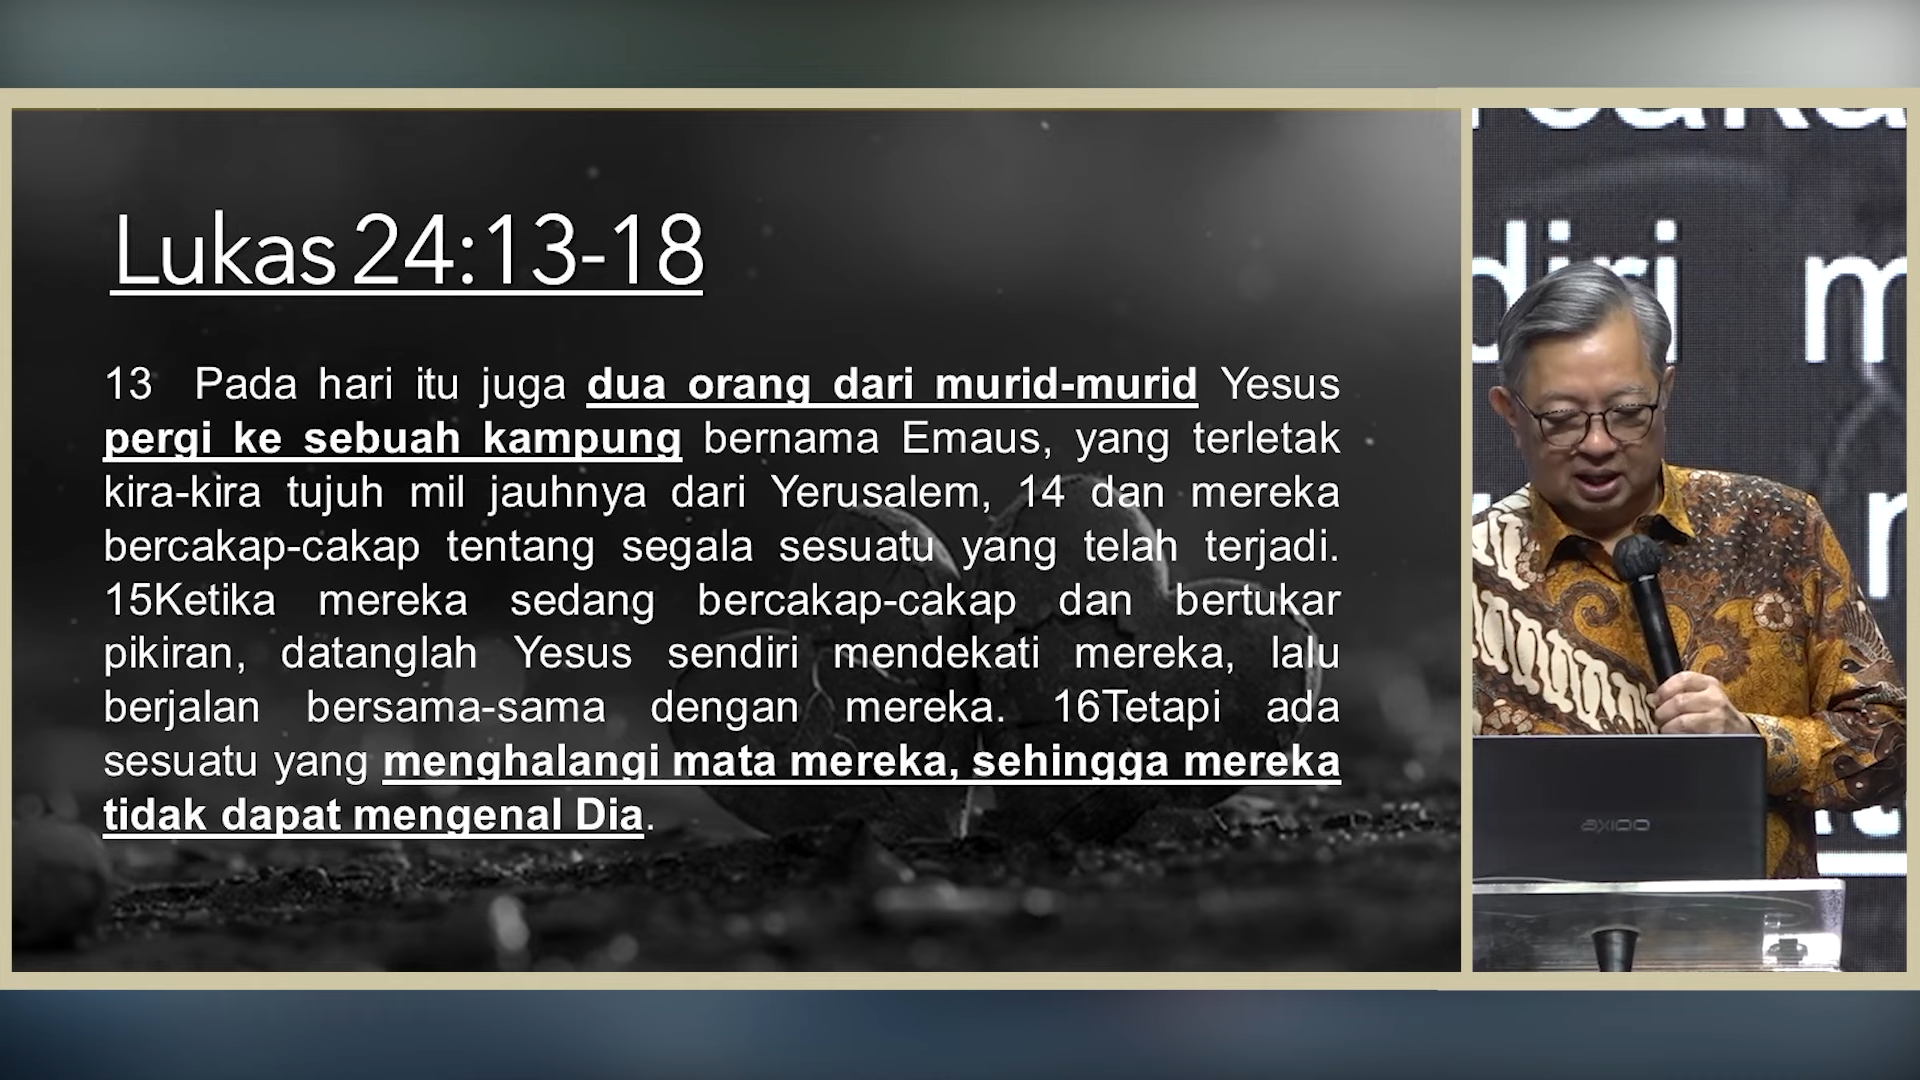 Lukas 24:13-18
13 Pada hari itu juga dua orang dari murid-murid Yesus
pergi ke sebuah kampung bernama Emaus, yang terletak
kira-kira tujuh mil jauhnya dari Yerusalem, 14 dan mereka
bercakap-cakap tentang segala sesuatu yang telah terjadi.
15Ketika mereka sedang bercakap-cakap dan bertukar
pikiran, datanglah Yesus sendiri mendekati mereka, lalu
berjalan bersama-sama dengan mereka. 16Tetapi ada
sesuatu yang menghalangi mata mereka, sehingga mereka
tidak dapat mengenal Dia.
diri m
AXIOO